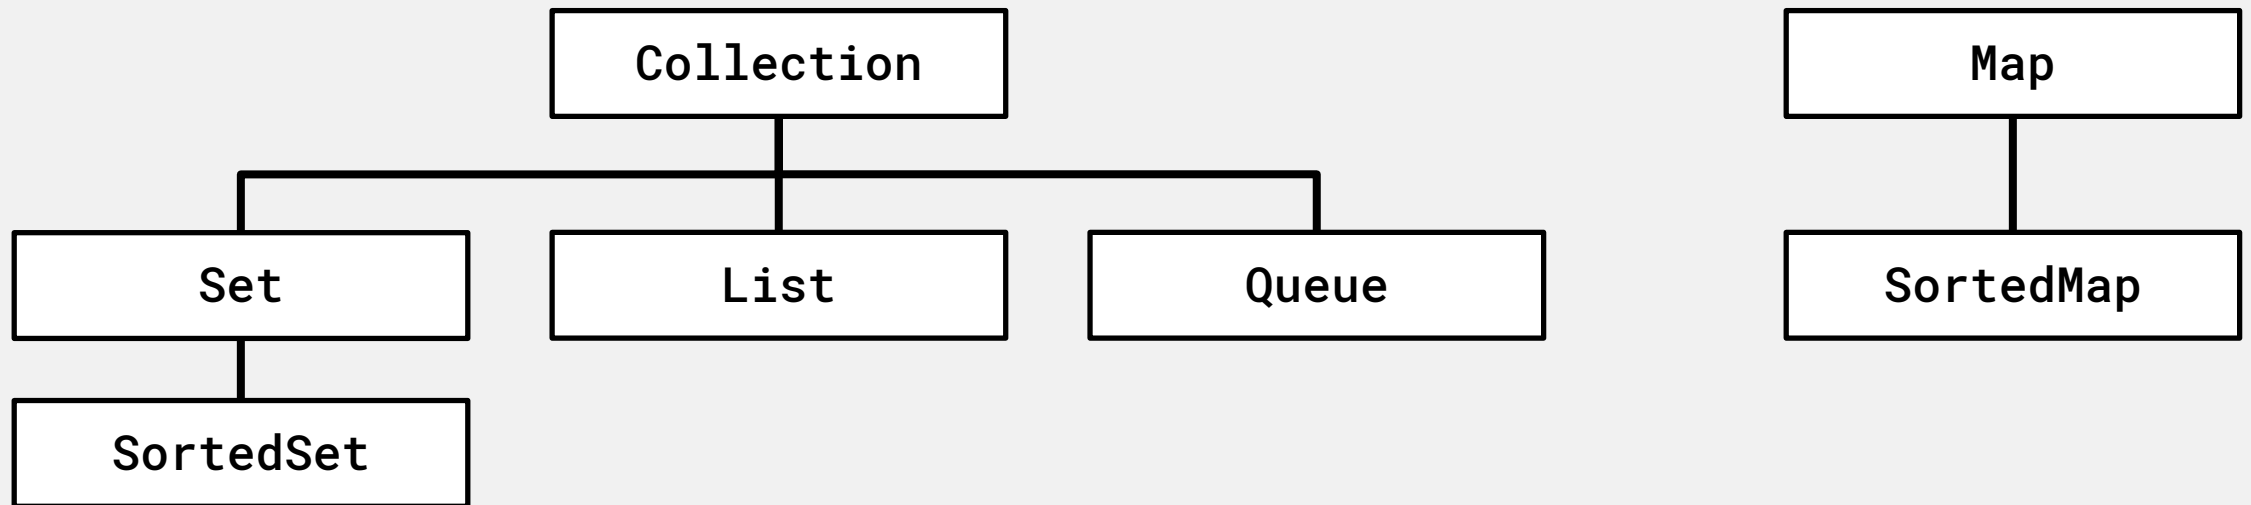 Collection
Map
Set
List
Queue
SortedMap
SortedSet